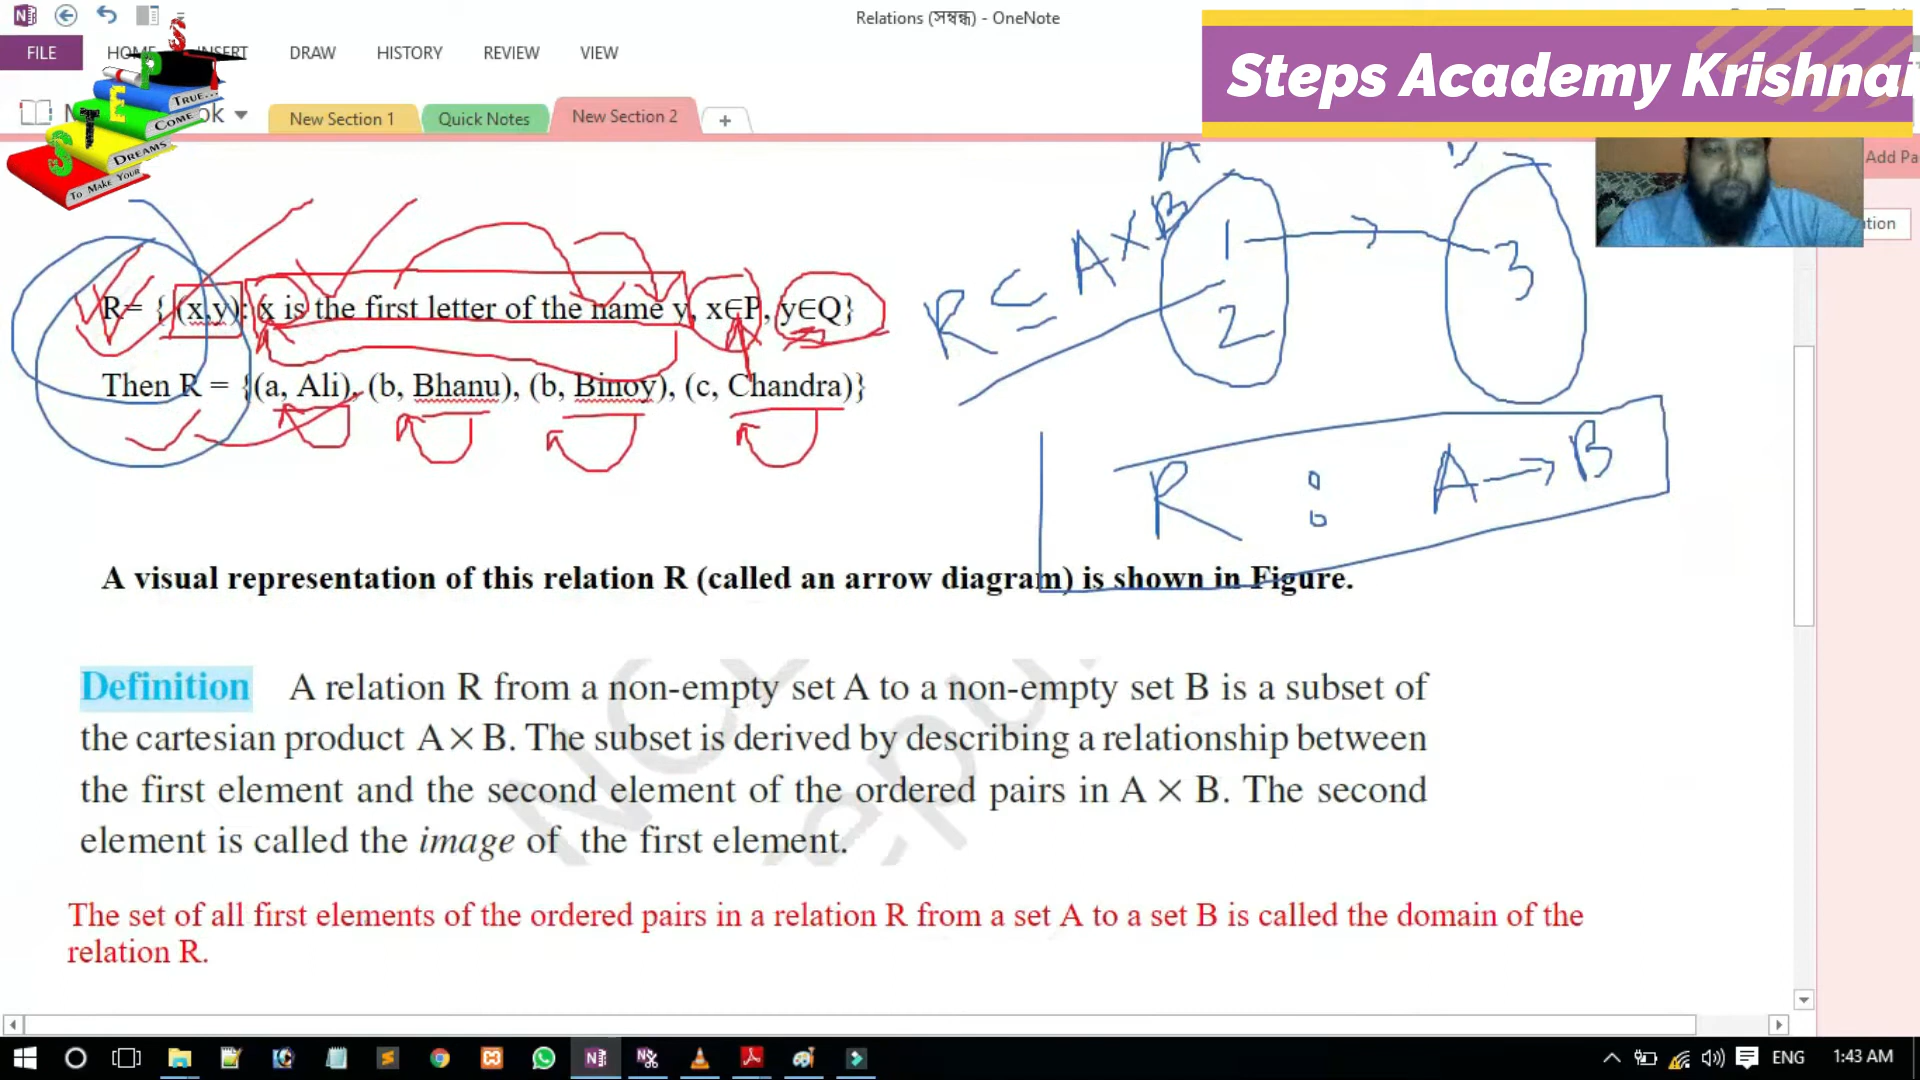 Relations (সম্বন্ধ) - OneNote
FILE HOME INSERT DRAW HISTORY REVIEW VIEW
Steps Academy Krishnai
S
T
E
P
S
TRUE...
COME
DREAMS
To Make Your
New Section 1 Quick Notes New Section 2 +
Add Pa
A
R ⊆ A×B
1
2
3
R= { (x,y): x is the first letter of the name y, x∈P, y∈Q}
Then R = {(a, Ali), (b, Bhanu), (b, Binoy), (c, Chandra)}
R : A → B
A visual representation of this relation R (called an arrow diagram) is shown in Figure.
Definition A relation R from a non-empty set A to a non-empty set B is a subset of
the cartesian product A × B. The subset is derived by describing a relationship between
the first element and the second element of the ordered pairs in A × B. The second
element is called the image of the first element.
The set of all first elements of the ordered pairs in a relation R from a set A to a set B is called the domain of the
relation R.
ENG 1:43 AM